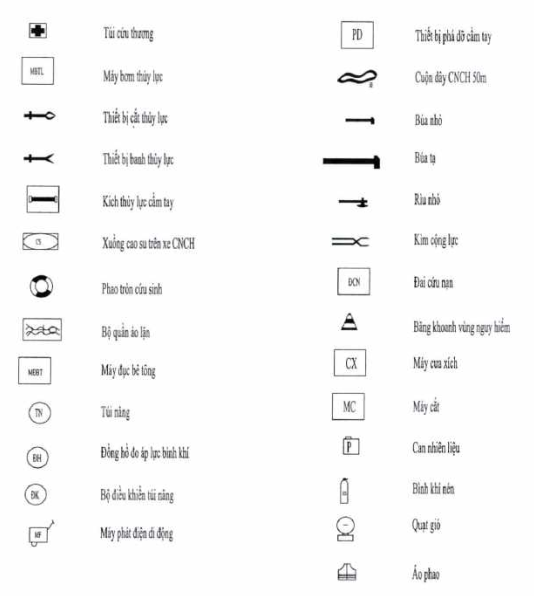 Túi cứu thương
MBTL
Máy bơm thủy lực
Thiết bị cắt thủy lực
Thiết bị banh thủy lực
Kích thủy lực cầm tay
CS
Xuồng cao su trên xe CNCH
Phao tròn cứu sinh
Bộ quần áo lặn
MĐBT
Máy đục bê tông
TN
Túi nâng
ĐH
Đồng hồ đo áp lực bình khí
ĐK
Bộ điều khiển túi nâng
MF
Máy phát điện di động
PD
Thiết bị phá dỡ cầm tay
Cuộn dây CNCH 50m
Búa nhỏ
Búa tạ
Rìu nhỏ
Kìm cộng lực
ĐCN
Đai cứu nạn
Băng khoanh vùng nguy hiểm
CX
Máy cưa xích
MC
Máy cắt
P
Can nhiên liệu
Bình khí nén
Quạt gió
Áo phao